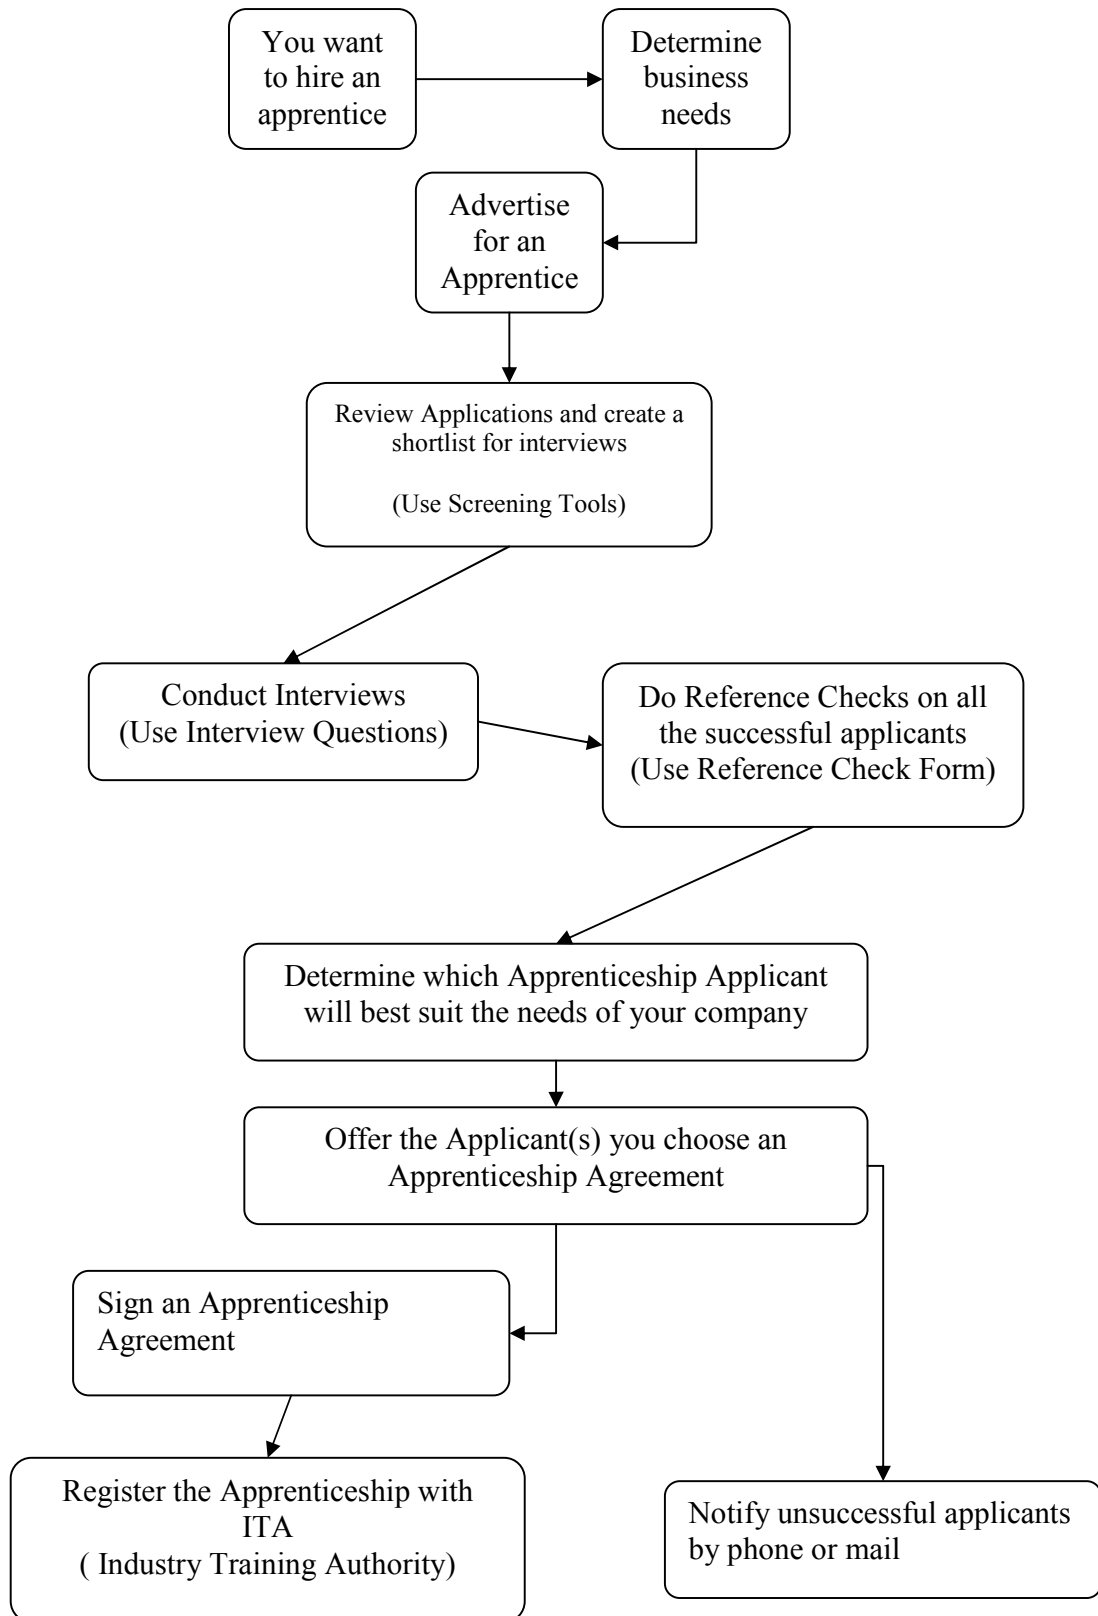 You want
to hire an
apprentice
Determine
business
needs
Advertise
for an
Apprentice
Review Applications and create a
shortlist for interviews
(Use Screening Tools)
Conduct Interviews
(Use Interview Questions)
Do Reference Checks on all
the successful applicants
(Use Reference Check Form)
Determine which Apprenticeship Applicant
will best suit the needs of your company
Offer the Applicant(s) you choose an
Apprenticeship Agreement
Sign an Apprenticeship
Agreement
Register the Apprenticeship with
ITA
( Industry Training Authority)
Notify unsuccessful applicants
by phone or mail